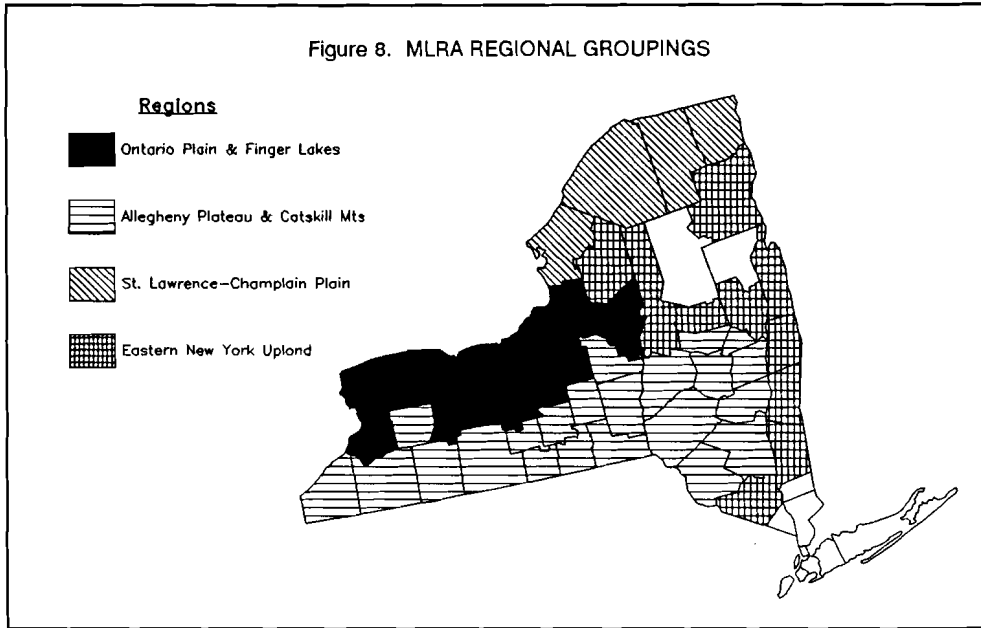 Figure 8. MLRA REGIONAL GROUPINGS
Regions
Ontario Plain & Finger Lakes
Allegheny Plateau & Catskill Mts
St. Lawrence-Champlain Plain
Eastern New York Upland